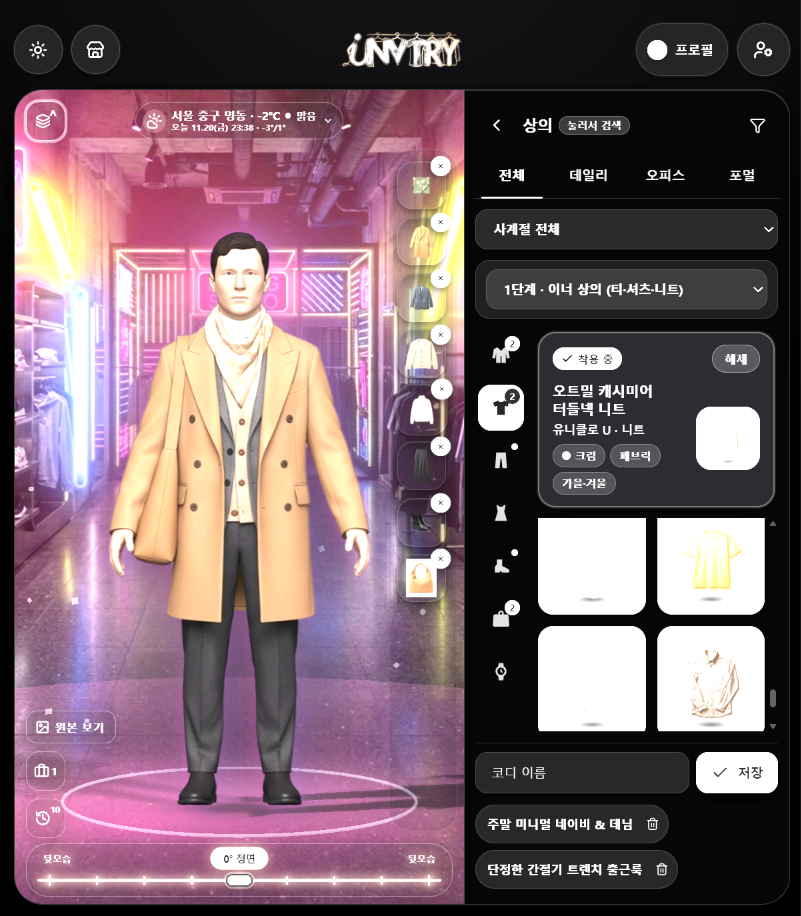 UNVTRY
프로필
A
서울 중구 명동 · -2°C ● 맑음
오늘 11.20(금) 23:38 · -3°/1°
상의
눌러서 검색
전체
데일리
오피스
포멀
사계절 전체
1단계 · 이너 상의 (티·셔츠·니트)
2
2
2
착용 중
해제
오트밀 캐시미어
터틀넥 니트
유니클로 U · 니트
크림
패브릭
가을·겨울
원본 보기
1
10
뒷모습
0° 정면
뒷모습
코디 이름
저장
주말 미니멀 네이비 & 데님
단정한 간절기 트렌치 출근룩